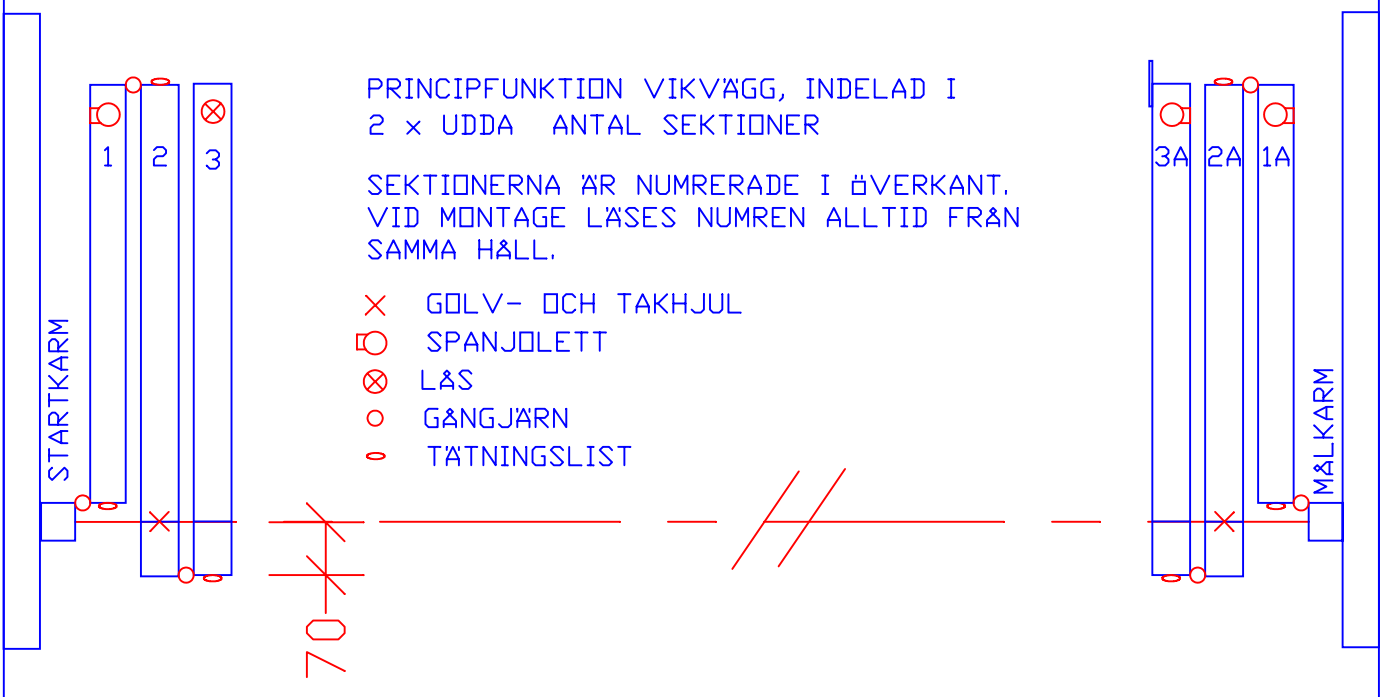 PRINCIPFUNKTION VIKVÄGG, INDELAD I
2 x UDDA ANTAL SEKTIONER
SEKTIONERNA ÄR NUMRERADE I ÖVERKANT.
VID MONTAGE LÄSES NUMREN ALLTID FRÅN
SAMMA HÅLL.
GOLV- OCH TAKHJUL
SPANJOLETT
LÅS
GÅNGJÄRN
TÄTNINGSLIST
STARTKARM
1
2
3
3A
2A
1A
MÅLKARM
70